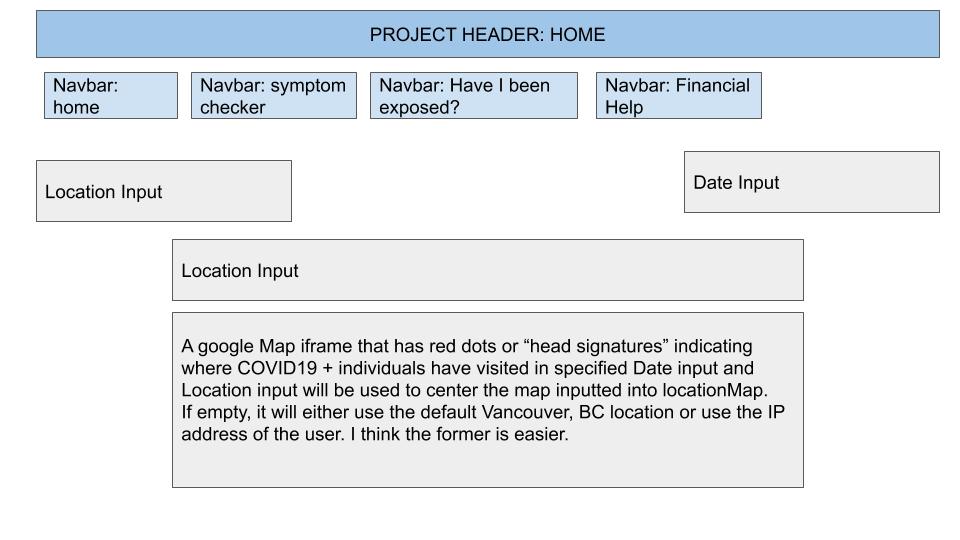 PROJECT HEADER: HOME
Navbar:
home
Navbar: symptom
checker
Navbar: Have I been
exposed?
Navbar: Financial
Help
Location Input
Date Input
Location Input
A google Map iframe that has red dots or “head signatures” indicating
where COVID19 + individuals have visited in specified Date input and
Location input will be used to center the map inputted into locationMap.
If empty, it will either use the default Vancouver, BC location or use the IP
address of the user. I think the former is easier.